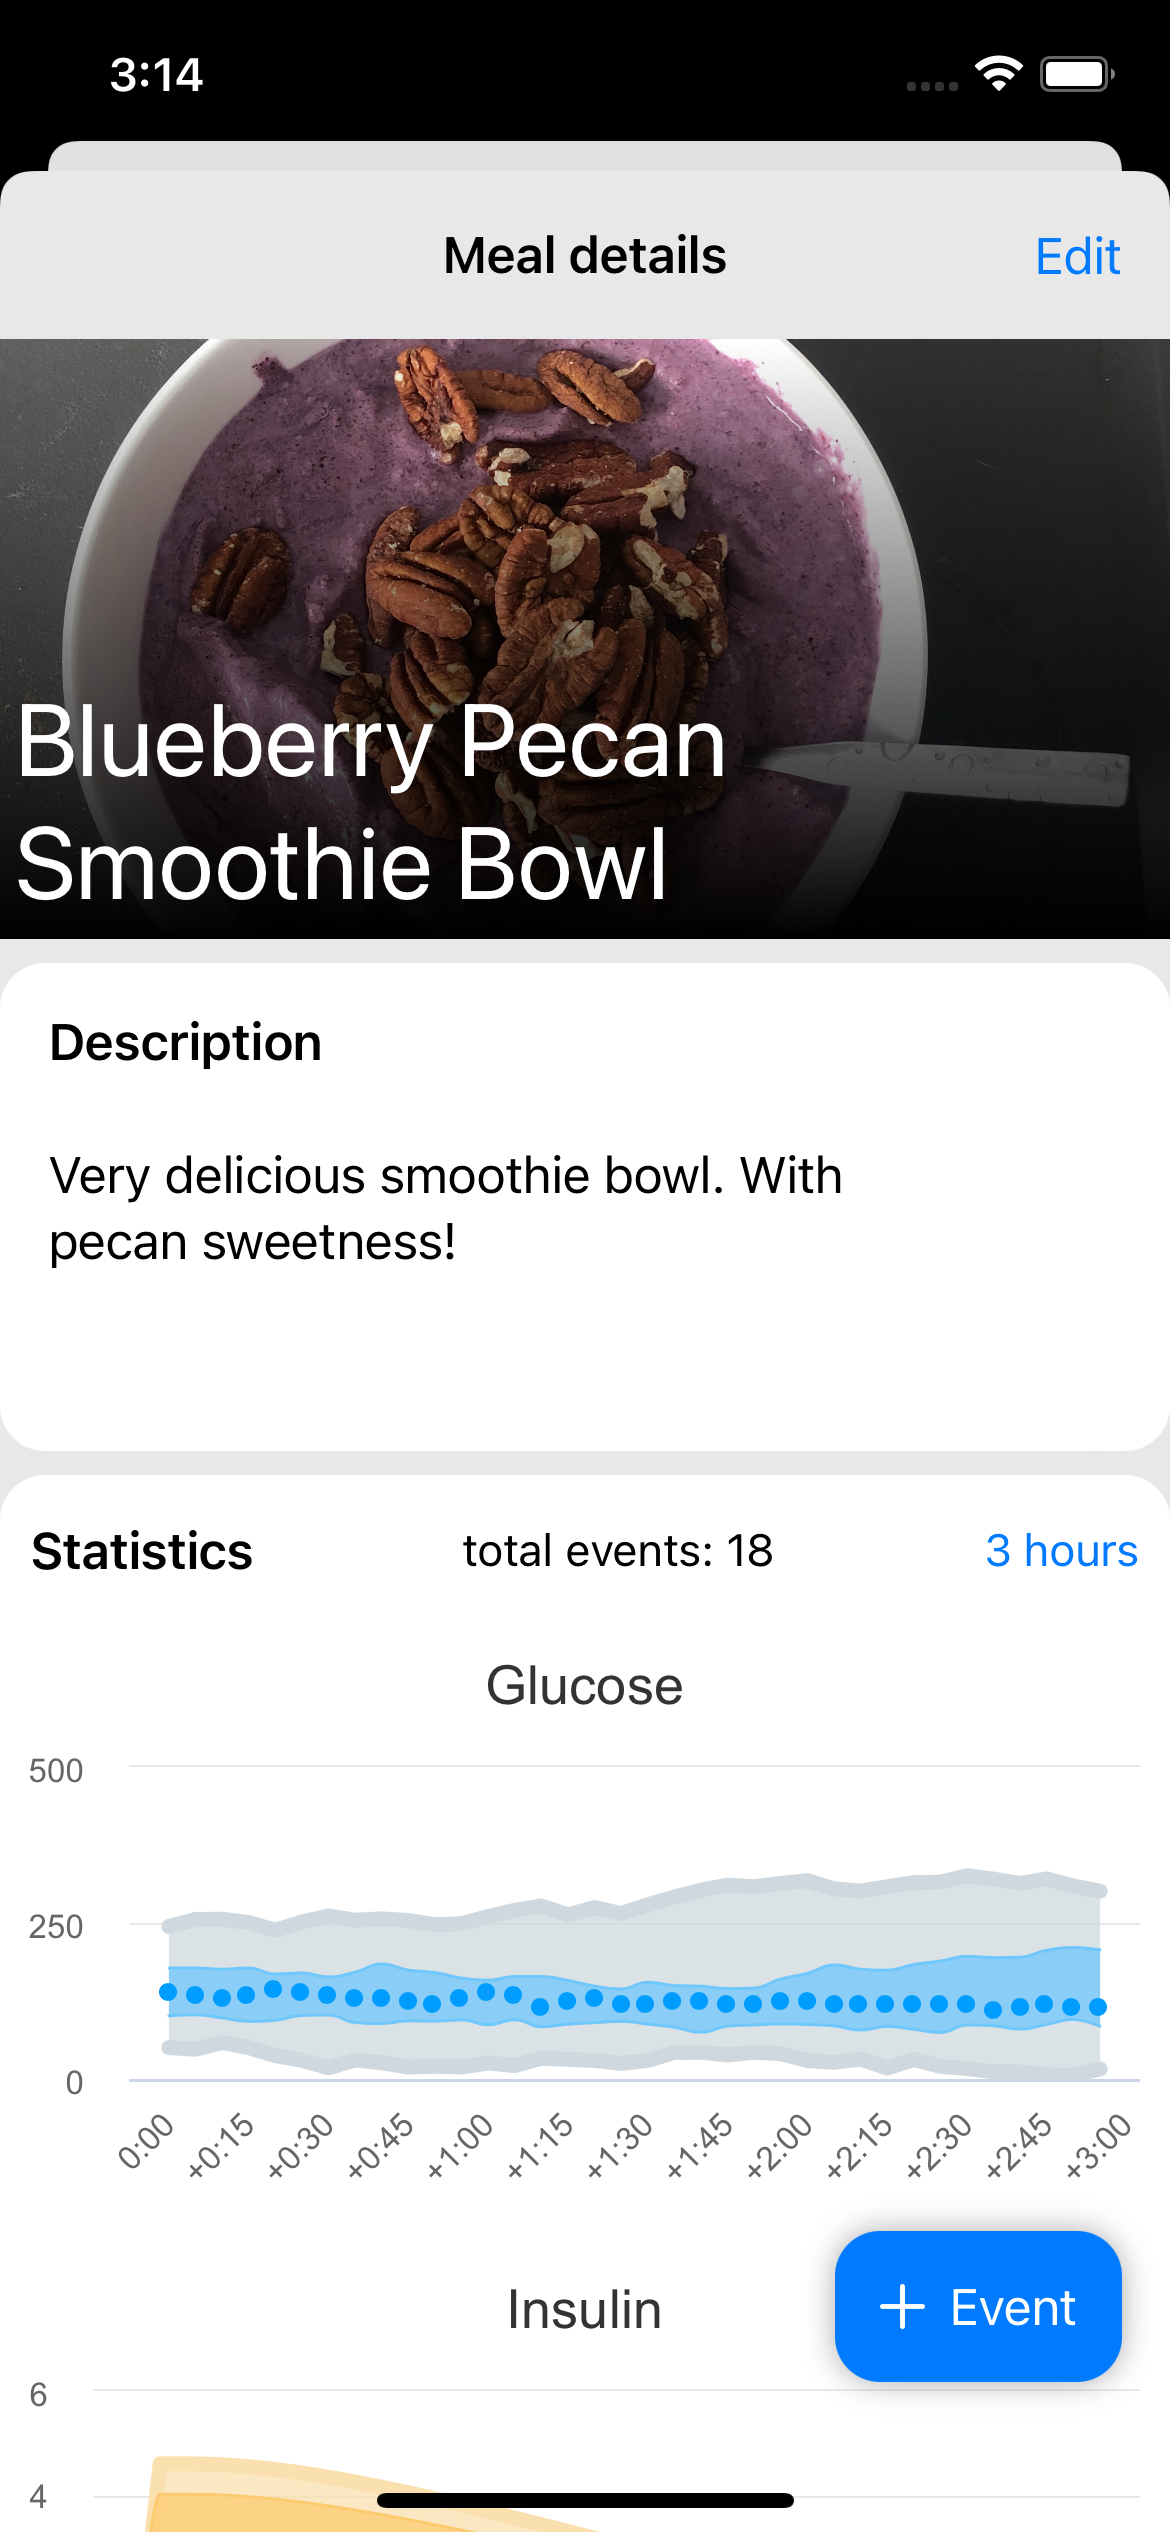 3:14
Meal details
Edit
Blueberry Pecan
Smoothie Bowl
Description
Very delicious smoothie bowl. With
pecan sweetness!
Statistics
total events: 18
3 hours
Glucose
500
250
0
0:00
+0:15
+0:30
+0:45
+1:00
+1:15
+1:30
+1:45
+2:00
+2:15
+2:30
+2:45
+3:00
Insulin
+ Event
6
4